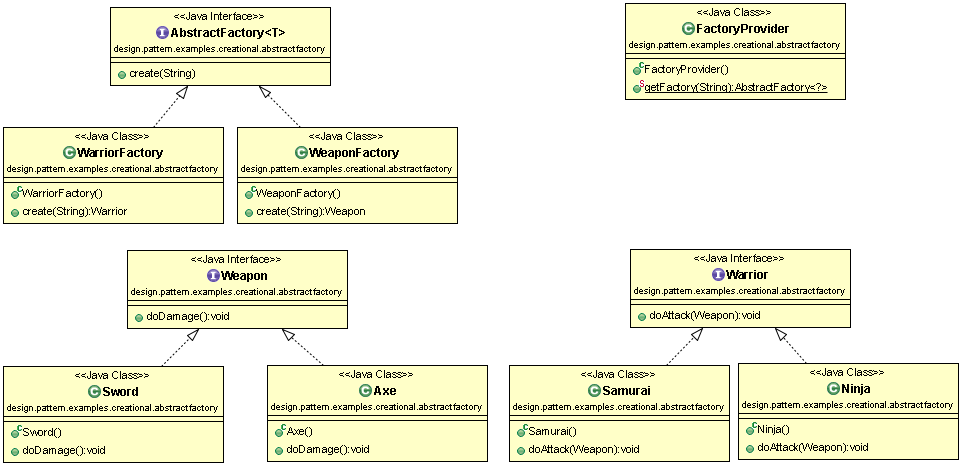 <<Java Interface>>
AbstractFactory<T>
design.pattern.examples.creational.abstractfactory
create(String)
<<Java Class>>
FactoryProvider
design.pattern.examples.creational.abstractfactory
FactoryProvider()
getFactory(String):AbstractFactory<?>
<<Java Class>>
WarriorFactory
design.pattern.examples.creational.abstractfactory
WarriorFactory()
create(String):Warrior
<<Java Class>>
WeaponFactory
design.pattern.examples.creational.abstractfactory
WeaponFactory()
create(String):Weapon
<<Java Interface>>
Weapon
design.pattern.examples.creational.abstractfactory
doDamage():void
<<Java Interface>>
Warrior
design.pattern.examples.creational.abstractfactory
doAttack(Weapon):void
<<Java Class>>
Sword
design.pattern.examples.creational.abstractfactory
Sword()
doDamage():void
<<Java Class>>
Axe
design.pattern.examples.creational.abstractfactory
Axe()
doDamage():void
<<Java Class>>
Samurai
design.pattern.examples.creational.abstractfactory
Samurai()
doAttack(Weapon):void
<<Java Class>>
Ninja
design.pattern.examples.creational.abstractfactory
Ninja()
doAttack(Weapon):void